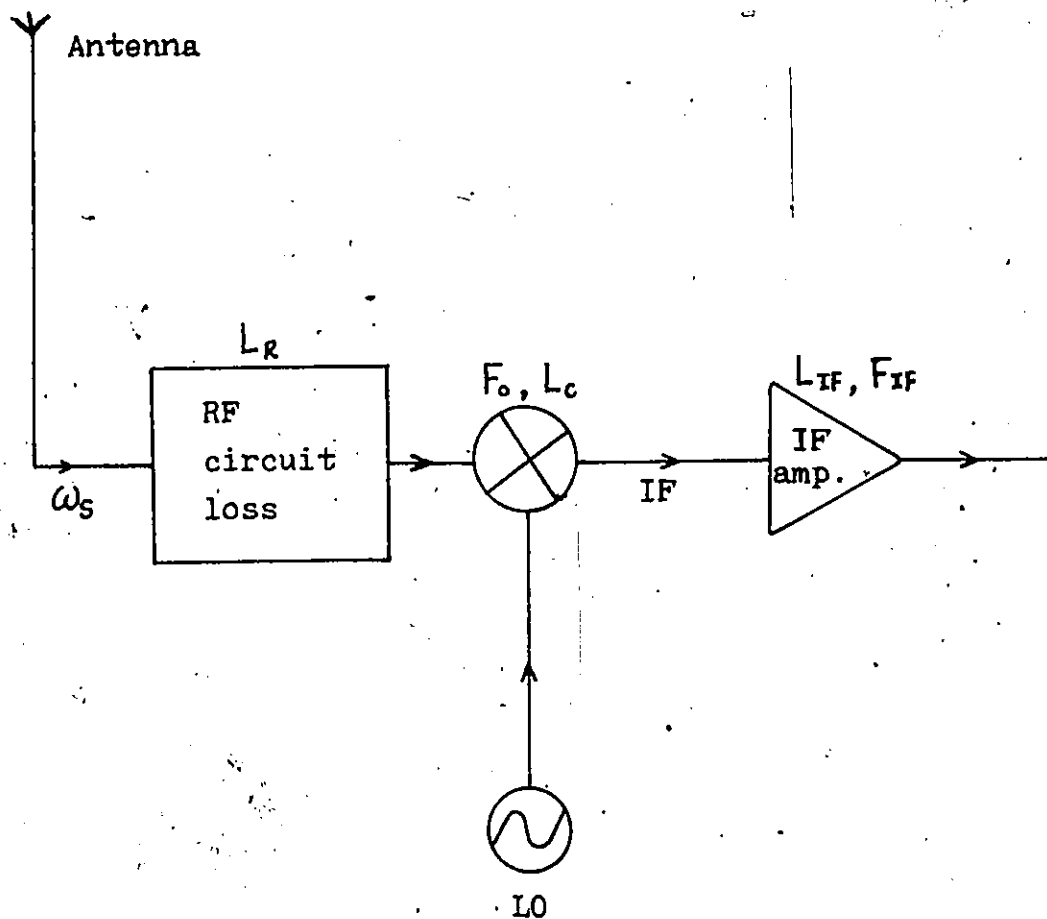 Antenna
L_R
RF
circuit
loss
ω_S
F_o, L_C
IF
L_IF, F_IF
IF
amp.
LO